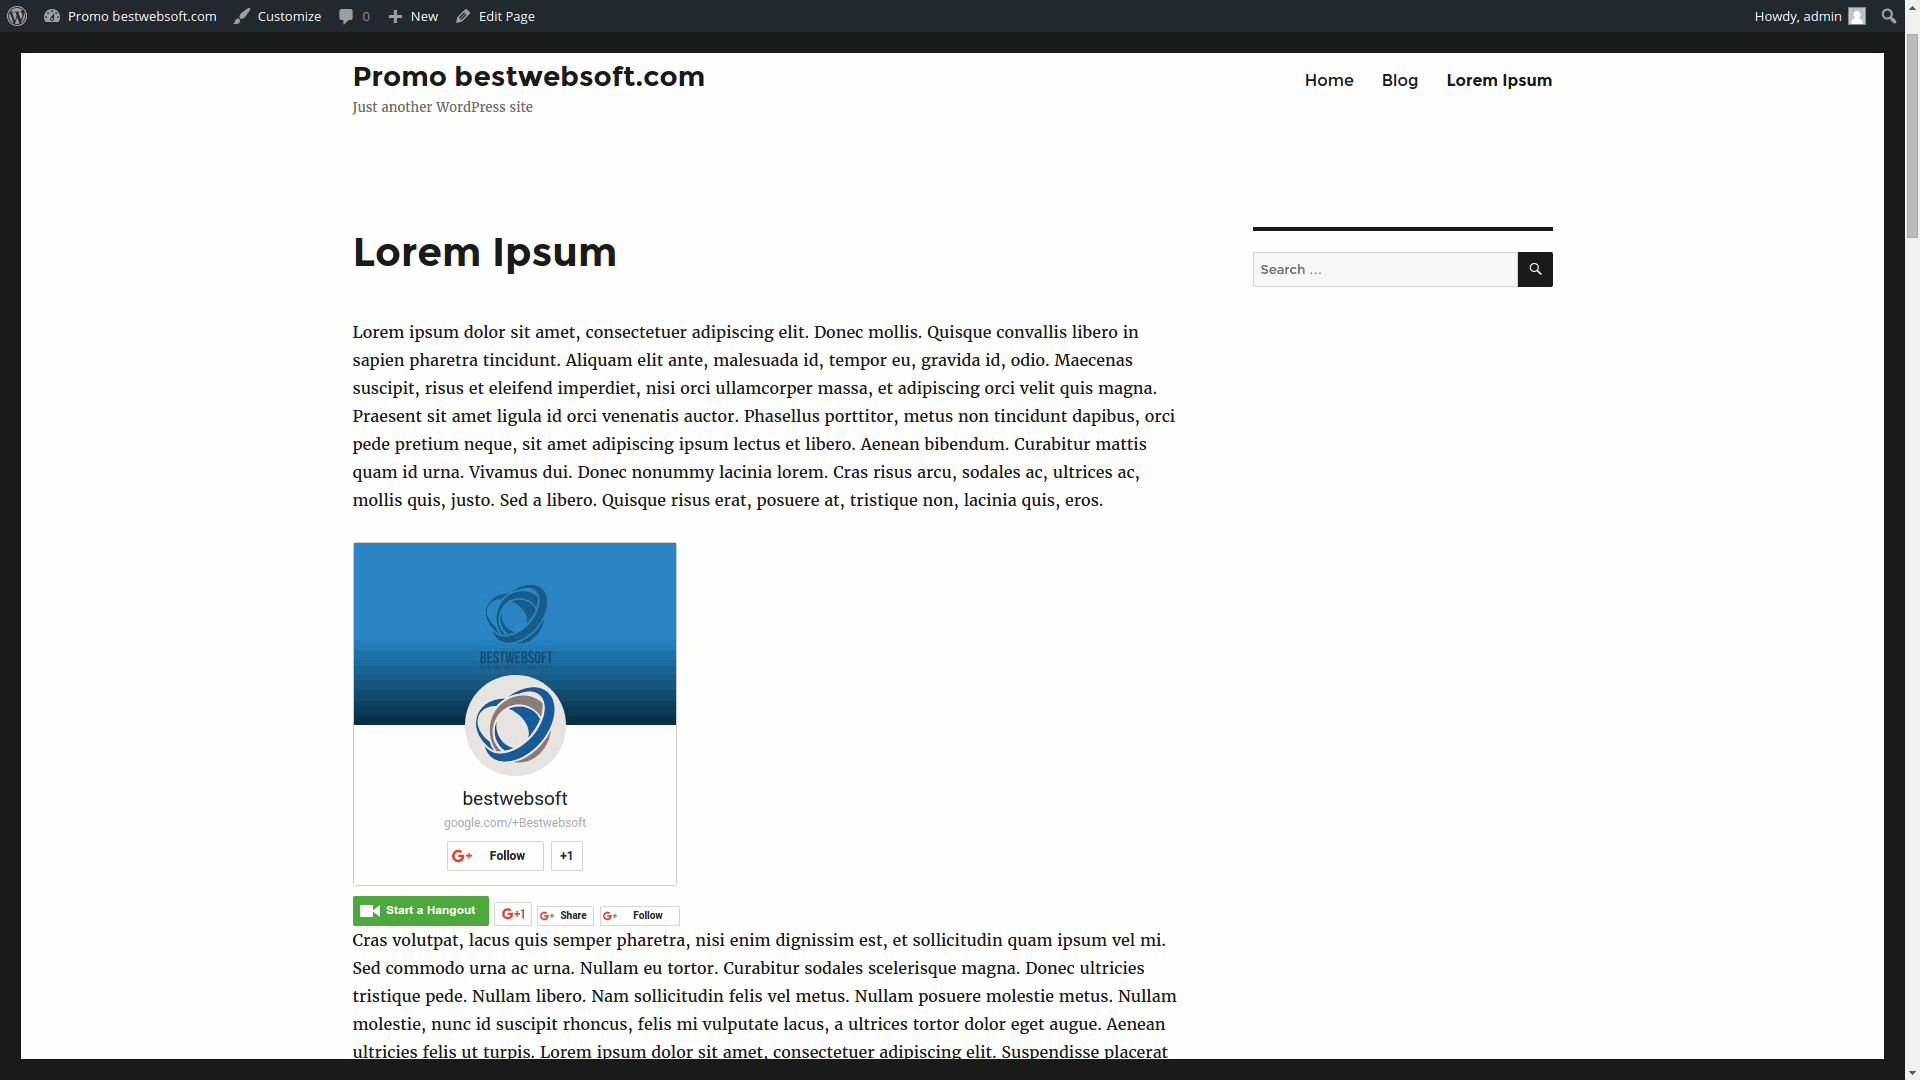 Promo bestwebsoft.com Customize 0 New Edit Page Howdy, admin
Promo bestwebsoft.com
Just another WordPress site
Home Blog Lorem Ipsum
Lorem Ipsum
Search ...
Lorem ipsum dolor sit amet, consectetuer adipiscing elit. Donec mollis. Quisque convallis libero in
sapien pharetra tincidunt. Aliquam elit ante, malesuada id, tempor eu, gravida id, odio. Maecenas
suscipit, risus et eleifend imperdiet, nisi orci ullamcorper massa, et adipiscing orci velit quis magna.
Praesent sit amet ligula id orci venenatis auctor. Phasellus porttitor, metus non tincidunt dapibus, orci
pede pretium neque, sit amet adipiscing ipsum lectus et libero. Aenean bibendum. Curabitur mattis
quam id urna. Vivamus dui. Donec nonummy lacinia lorem. Cras risus arcu, sodales ac, ultrices ac,
mollis quis, justo. Sed a libero. Quisque risus erat, posuere at, tristique non, lacinia quis, eros.
BESTWEBSOFT
bestwebsoft
google.com/+Bestwebsoft
G+ Follow +1
Start a Hangout G+1 G+ Share G+ Follow
Cras volutpat, lacus quis semper pharetra, nisi enim dignissim est, et sollicitudin quam ipsum vel mi.
Sed commodo urna ac urna. Nullam eu tortor. Curabitur sodales scelerisque magna. Donec ultricies
tristique pede. Nullam libero. Nam sollicitudin felis vel metus. Nullam posuere molestie metus. Nullam
molestie, nunc id suscipit rhoncus, felis mi vulputate lacus, a ultrices tortor dolor eget augue. Aenean
ultricies felis ut turpis. Lorem ipsum dolor sit amet, consectetuer adipiscing elit. Suspendisse placerat